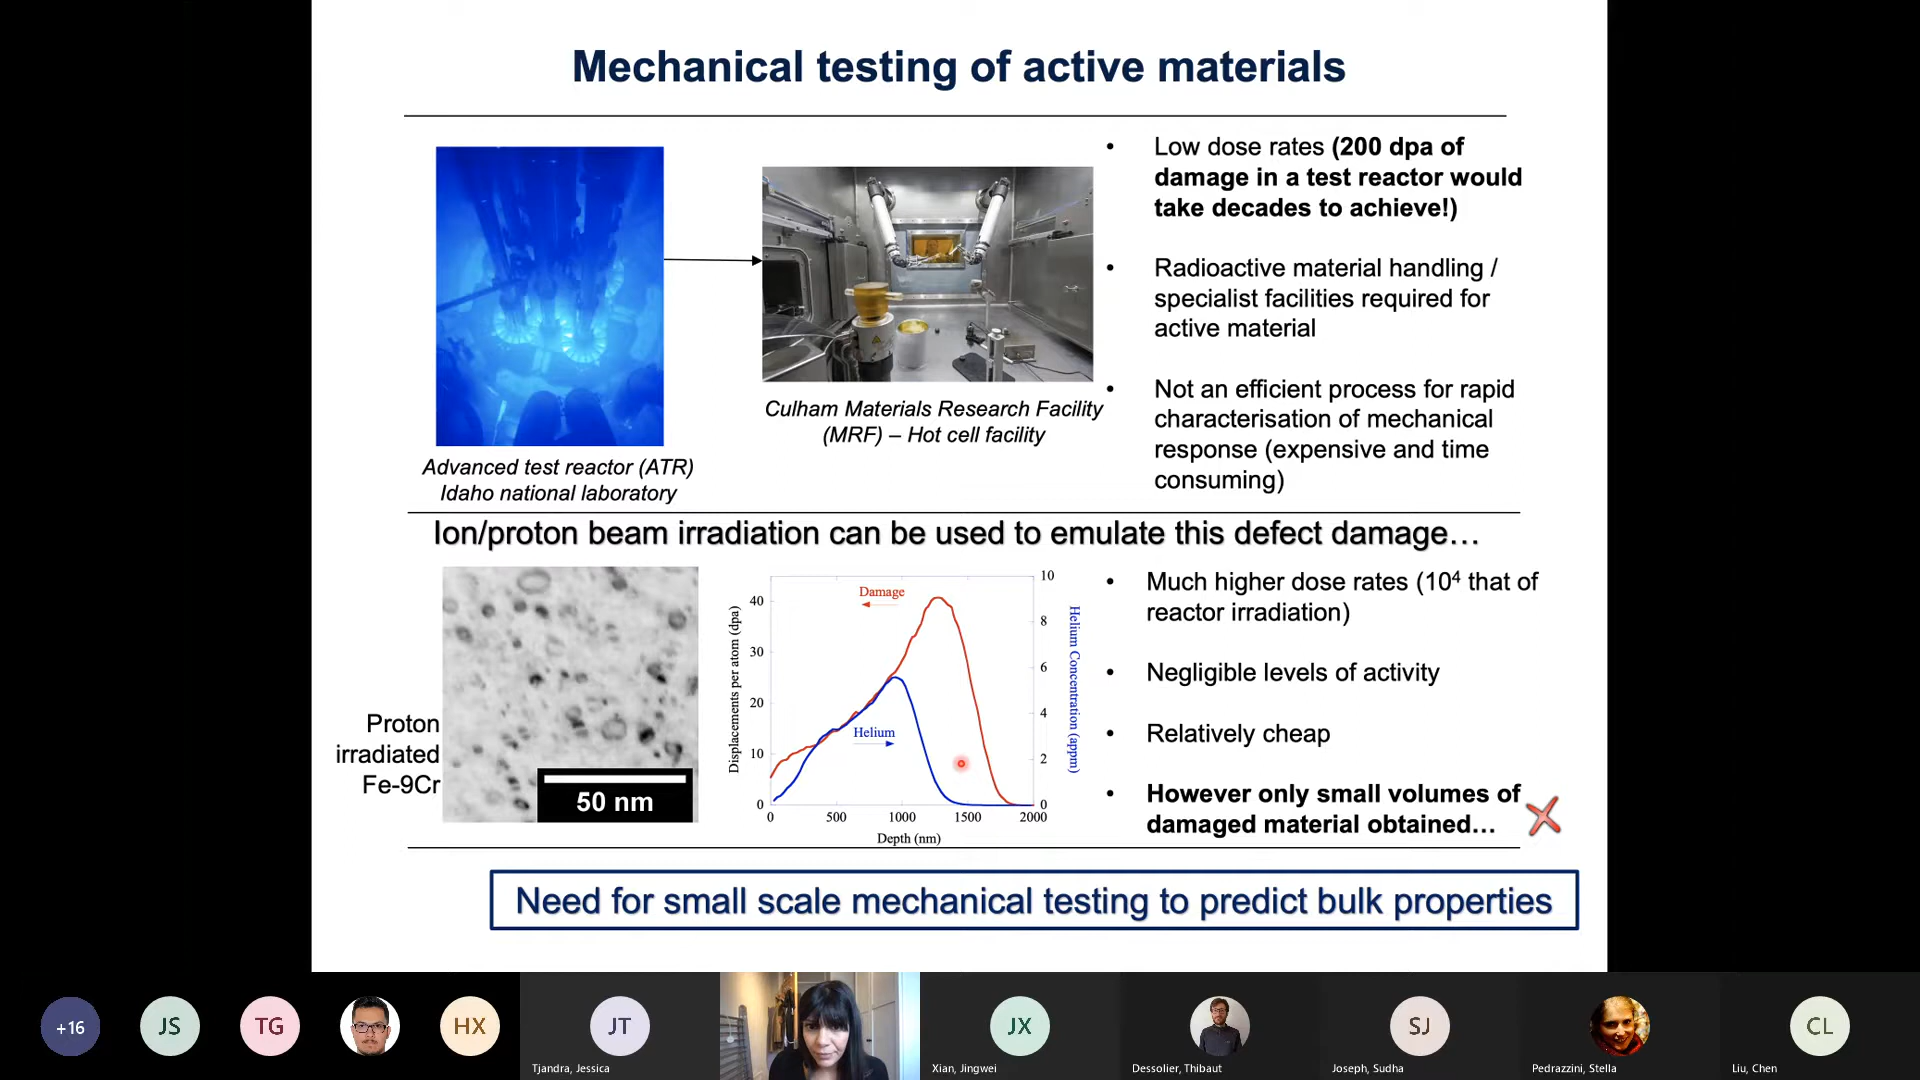 Mechanical testing of active materials
Advanced test reactor (ATR)
Idaho national laboratory
Culham Materials Research Facility
(MRF) – Hot cell facility
• Low dose rates (200 dpa of
damage in a test reactor would
take decades to achieve!)
• Radioactive material handling /
specialist facilities required for
active material
• Not an efficient process for rapid
characterisation of mechanical
response (expensive and time
consuming)
Ion/proton beam irradiation can be used to emulate this defect damage…
Proton
irradiated
Fe-9Cr
50 nm
Displacements per atom (dpa)
40
30
20
10
0
Damage
Helium
10
8
6
4
2
0
Helium Concentration (appm)
0 500 1000 1500 2000
Depth (nm)
• Much higher dose rates (10⁴ that of
reactor irradiation)
• Negligible levels of activity
• Relatively cheap
• However only small volumes of
damaged material obtained…
Need for small scale mechanical testing to predict bulk properties
+16
JS
TG
HX
JT
Tjandra, Jessica
JX
Xian, Jingwei
Dessolier, Thibaut
SJ
Joseph, Sudha
Pedrazzini, Stella
CL
Liu, Chen